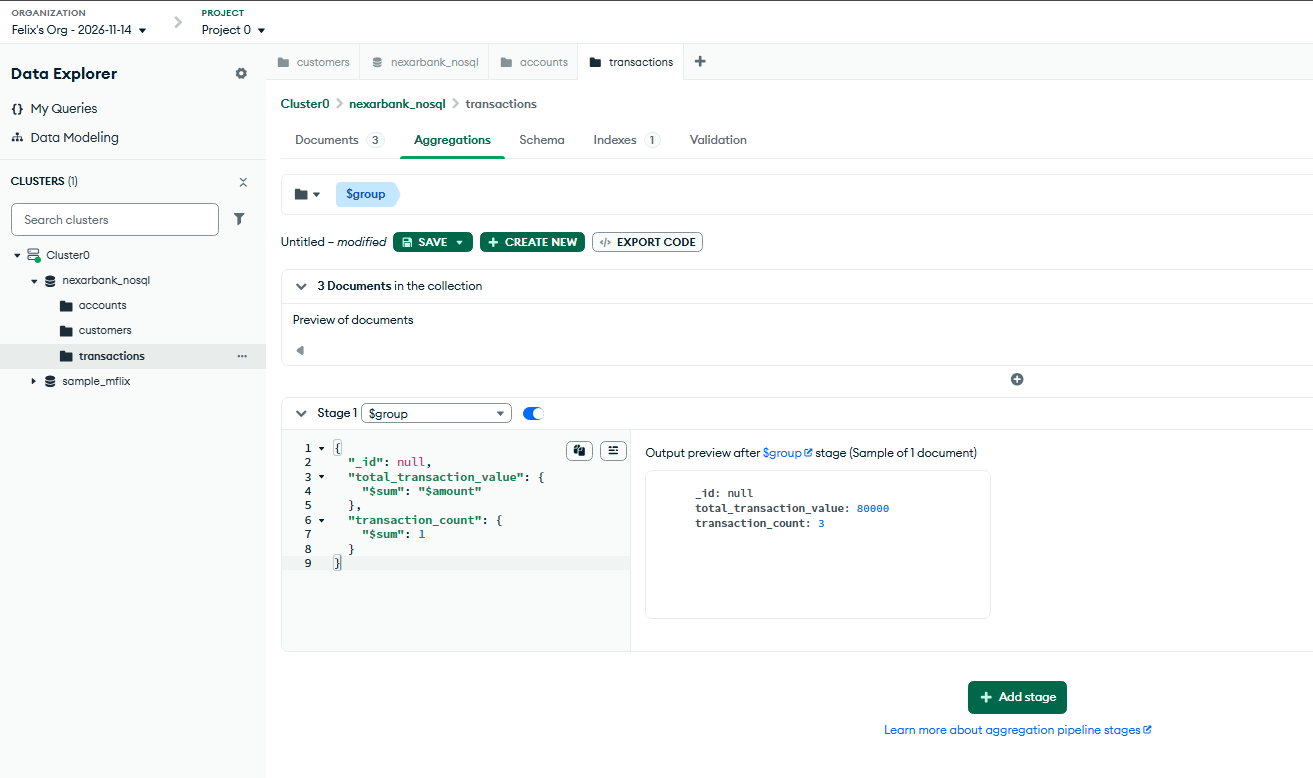 ORGANIZATION
Felix's Org - 2026-11-14
PROJECT
Project 0
Data Explorer
My Queries
Data Modeling
CLUSTERS (1)
Search clusters
Cluster0
nexarbank_nosql
accounts
customers
transactions
sample_mflix
customers
nexarbank_nosql
accounts
transactions
Cluster0 > nexarbank_nosql > transactions
Documents 3
Aggregations
Schema
Indexes 1
Validation
$group
Untitled – modified
SAVE
CREATE NEW
EXPORT CODE
3 Documents in the collection
Preview of documents
Stage 1 $group
1 {
2 "_id": null,
3 "total_transaction_value": {
4 "$sum": "$amount"
5 },
6 "transaction_count": {
7 "$sum": 1
8 }
9 }
Output preview after $group stage (Sample of 1 document)
_id: null
total_transaction_value: 80000
transaction_count: 3
Add stage
Learn more about aggregation pipeline stages